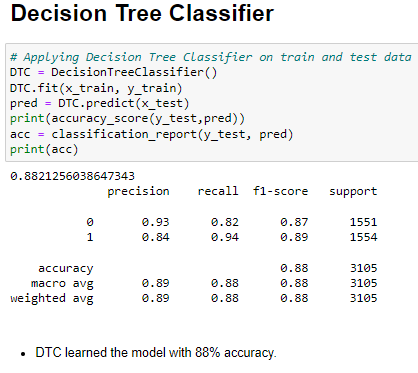 Decision Tree Classifier
# Applying Decision Tree Classifier on train and test data
DTC = DecisionTreeClassifier()
DTC.fit(x_train, y_train)
pred = DTC.predict(x_test)
print(accuracy_score(y_test,pred))
acc = classification_report(y_test, pred)
print(acc)
0.8821256038647343
precision recall f1-score support
0 0.93 0.82 0.87 1551
1 0.84 0.94 0.89 1554
accuracy 0.88 3105
macro avg 0.89 0.88 0.88 3105
weighted avg 0.89 0.88 0.88 3105
• DTC learned the model with 88% accuracy.